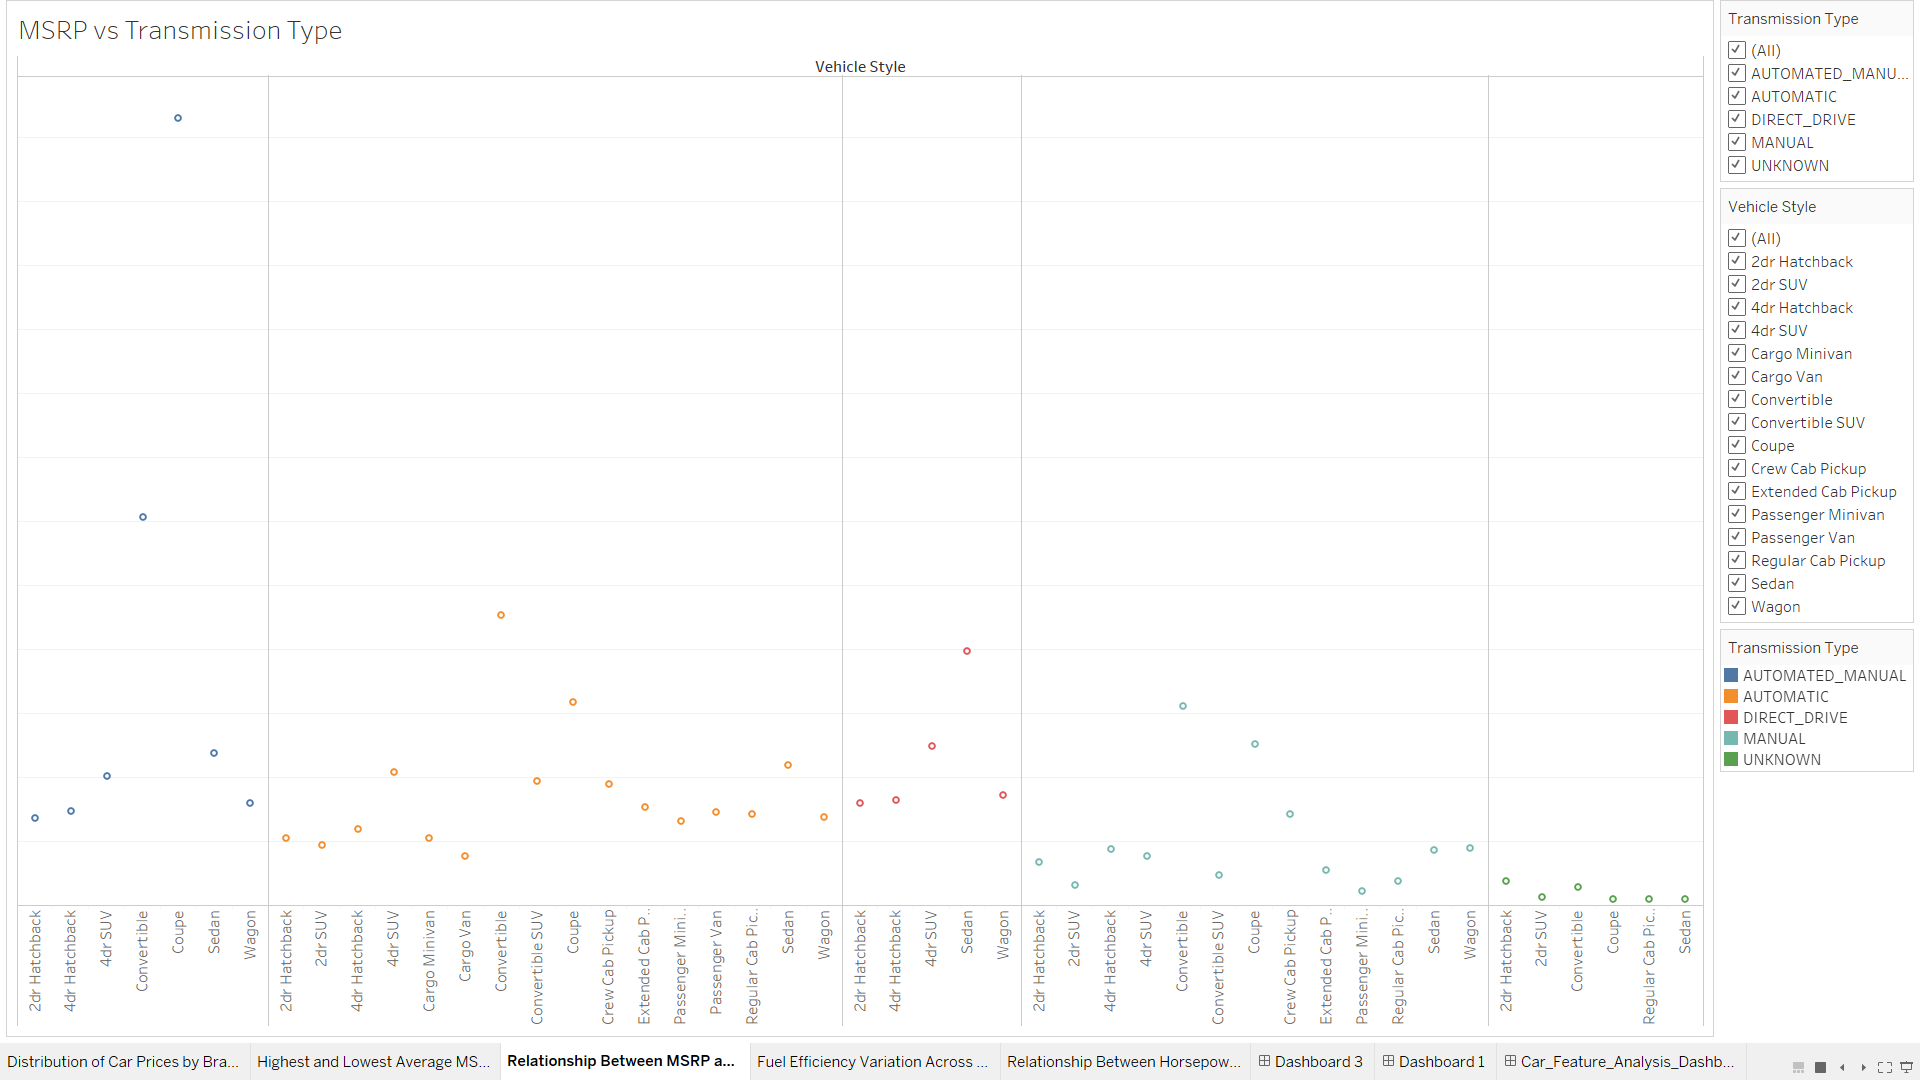 MSRP vs Transmission Type
Vehicle Style
2dr Hatchback
4dr Hatchback
4dr SUV
Convertible
Coupe
Sedan
Wagon
2dr Hatchback
2dr SUV
4dr Hatchback
4dr SUV
Cargo Minivan
Cargo Van
Convertible
Convertible SUV
Coupe
Crew Cab Pickup
Extended Cab P..
Passenger Mini..
Passenger Van
Regular Cab Pic..
Sedan
Wagon
2dr Hatchback
4dr Hatchback
4dr SUV
Sedan
Wagon
2dr Hatchback
2dr SUV
4dr Hatchback
4dr SUV
Convertible
Convertible SUV
Coupe
Crew Cab Pickup
Extended Cab P..
Passenger Mini..
Regular Cab Pic..
Sedan
Wagon
2dr Hatchback
2dr SUV
Convertible
Coupe
Regular Cab Pic..
Sedan
Transmission Type
(All)
AUTOMATED_MANU...
AUTOMATIC
DIRECT_DRIVE
MANUAL
UNKNOWN
Vehicle Style
(All)
2dr Hatchback
2dr SUV
4dr Hatchback
4dr SUV
Cargo Minivan
Cargo Van
Convertible
Convertible SUV
Coupe
Crew Cab Pickup
Extended Cab Pickup
Passenger Minivan
Passenger Van
Regular Cab Pickup
Sedan
Wagon
Transmission Type
AUTOMATED_MANUAL
AUTOMATIC
DIRECT_DRIVE
MANUAL
UNKNOWN
Distribution of Car Prices by Bra...
Highest and Lowest Average MS...
Relationship Between MSRP a...
Fuel Efficiency Variation Across ...
Relationship Between Horsepow...
Dashboard 3
Dashboard 1
Car_Feature_Analysis_Dashb...